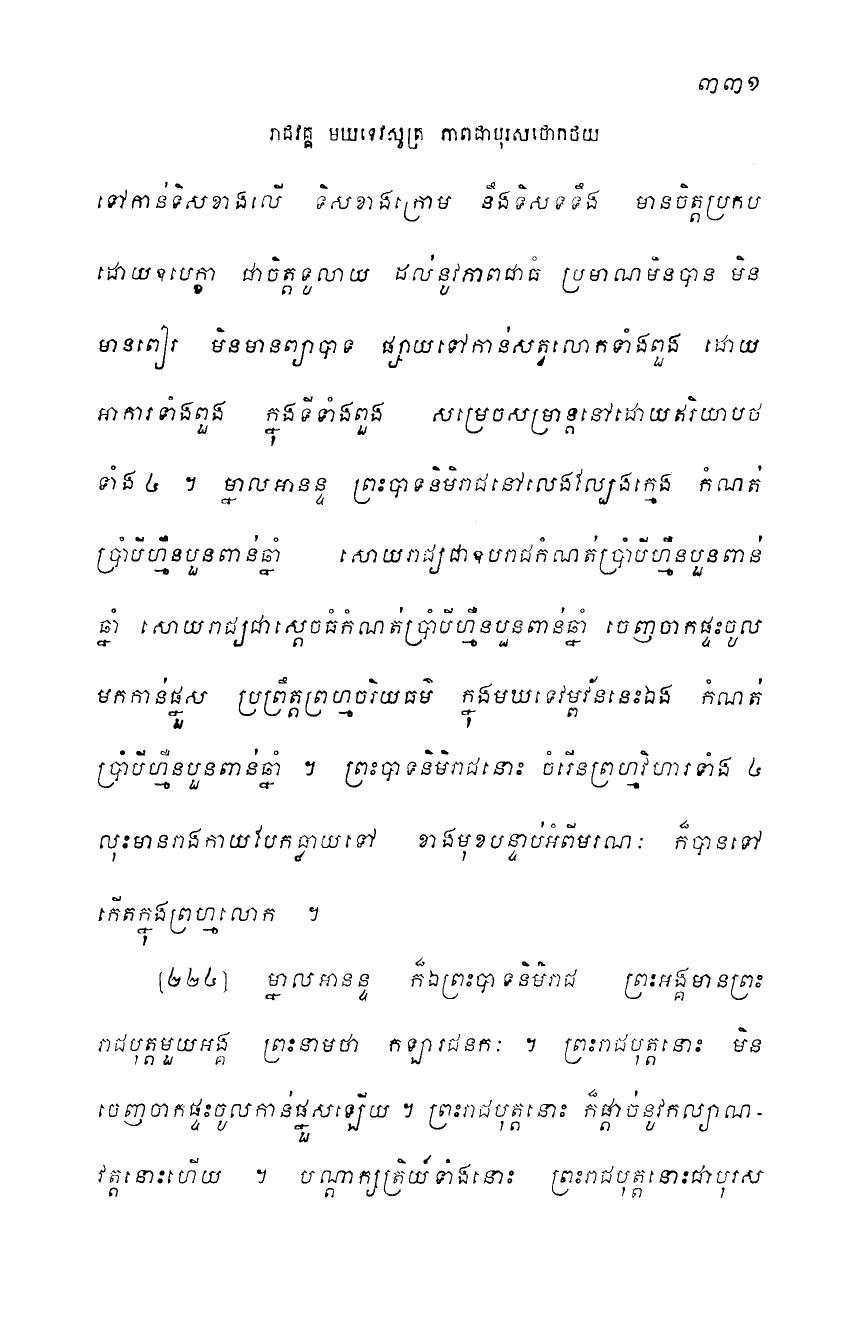 ៣៣១
រាជវគ្គ មឃទេវសូត្រ ភាពជាបុរសថោកថយ
ទៅកាន់ទិសខាងលើ ទិសខាងក្រោម នឹងទិសទទឹង មានចិត្តប្រកប
ដោយឧបេក្ខា ជាចិត្តទូលាយ ដល់នូវភាពជាធំ ប្រមាណមិនបាន មិន
មានពៀរ មិនមានព្យាបាទ ផ្សាយទៅកាន់សត្វលោកទាំងពួង ដោយ
អាការទាំងពួង ក្នុងទីទាំងពួង សម្រេចសម្រាន្តនៅដោយឥរិយាបថ
ទាំង ៤ ។ ម្នាលអានន្ទ ព្រះបាទនិមិរាជនៅលេងល្បែងក្មេង កំណត់
ប្រាំបីហ្មឺនបួនពាន់ឆ្នាំ សោយរាជ្យជាឧបរាជកំណត់ប្រាំបីហ្មឺនបួនពាន់
ឆ្នាំ សោយរាជ្យជាស្តេចធំកំណត់ប្រាំបីហ្មឺនបួនពាន់ឆ្នាំ ចេញចាកផ្ទះចូល
មកកាន់ផ្នួស ប្រព្រឹត្តព្រហ្មចរិយធម៌ ក្នុងមឃទេវម្ពវ័ននេះឯង កំណត់
ប្រាំបីហ្មឺនបួនពាន់ឆ្នាំ ។ ព្រះបាទនិមិរាជនោះ ចំរើនព្រហ្មវិហារទាំង ៤
លុះមានរាងកាយបែកធ្លាយទៅ ខាងមុខបន្ទាប់អំពីមរណៈ ក៏បានទៅ
កើតក្នុងព្រហ្មលោក ។
[២២៤] ម្នាលអានន្ទ ក៏ឯព្រះបាទនិមិរាជ ព្រះអង្គមានព្រះ
រាជបុត្តមួយអង្គ ព្រះនាមថា កឡារជនកៈ ។ ព្រះរាជបុត្តនោះ មិន
ចេញចាកផ្ទះចូលកាន់ផ្នួសឡើយ ។ ព្រះរាជបុត្តនោះ ក៏ផ្តាច់នូវកល្យាណ-
វត្តនោះហើយ ។ បណ្តាក្សត្រិយ៍ទាំងនោះ ព្រះរាជបុត្តនោះជាបុរស